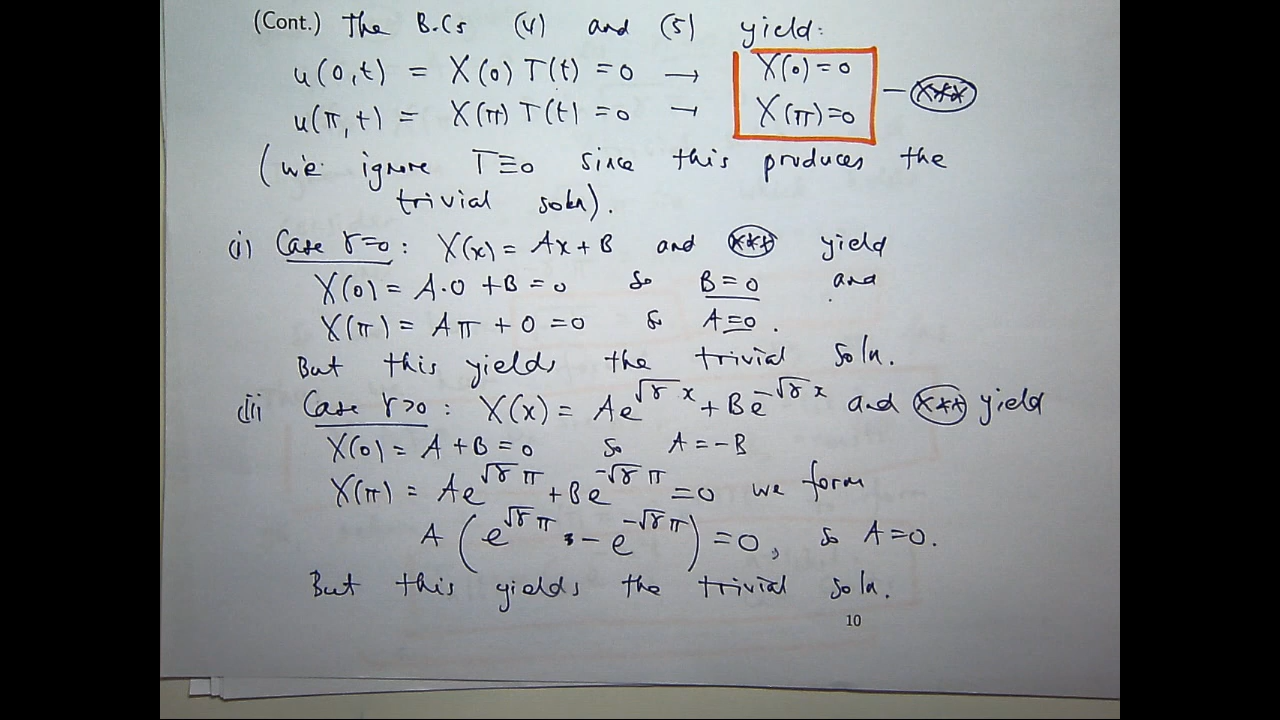 (Cont.) The B.Cs (4) and (5) yield:
u(0,t) = X(0) T(t) = 0 → X(0) = 0
u(π,t) = X(π) T(t) = 0 → X(π) = 0 — ***
(we ignore T≡0 since this produces the
trivial soln).
(i) Case γ=0: X(x) = Ax + B and *** yield
X(0) = A·0 + B = 0 so B = 0 and
X(π) = Aπ + 0 = 0 so A = 0.
But this yields the trivial soln.
(ii) Case γ>0: X(x) = Ae^{√γ x} + Be^{-√γ x} and *** yield
X(0) = A + B = 0 so A = -B
X(π) = Ae^{√γ π} + Be^{-√γ π} = 0 we form
A (e^{√γ π} - e^{-√γ π}) = 0, so A = 0.
But this yields the trivial soln.
10